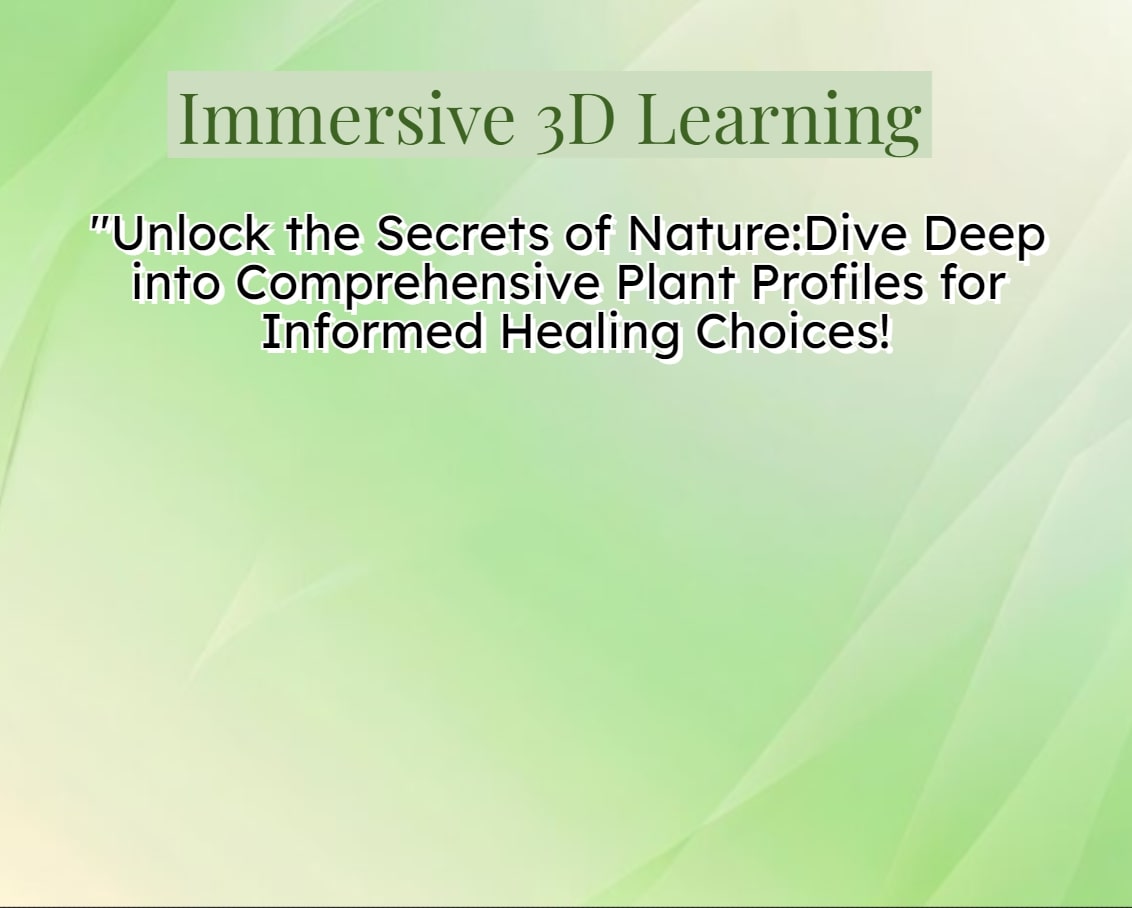 Immersive 3D Learning
"Unlock the Secrets of Nature:Dive Deep
into Comprehensive Plant Profiles for
Informed Healing Choices!